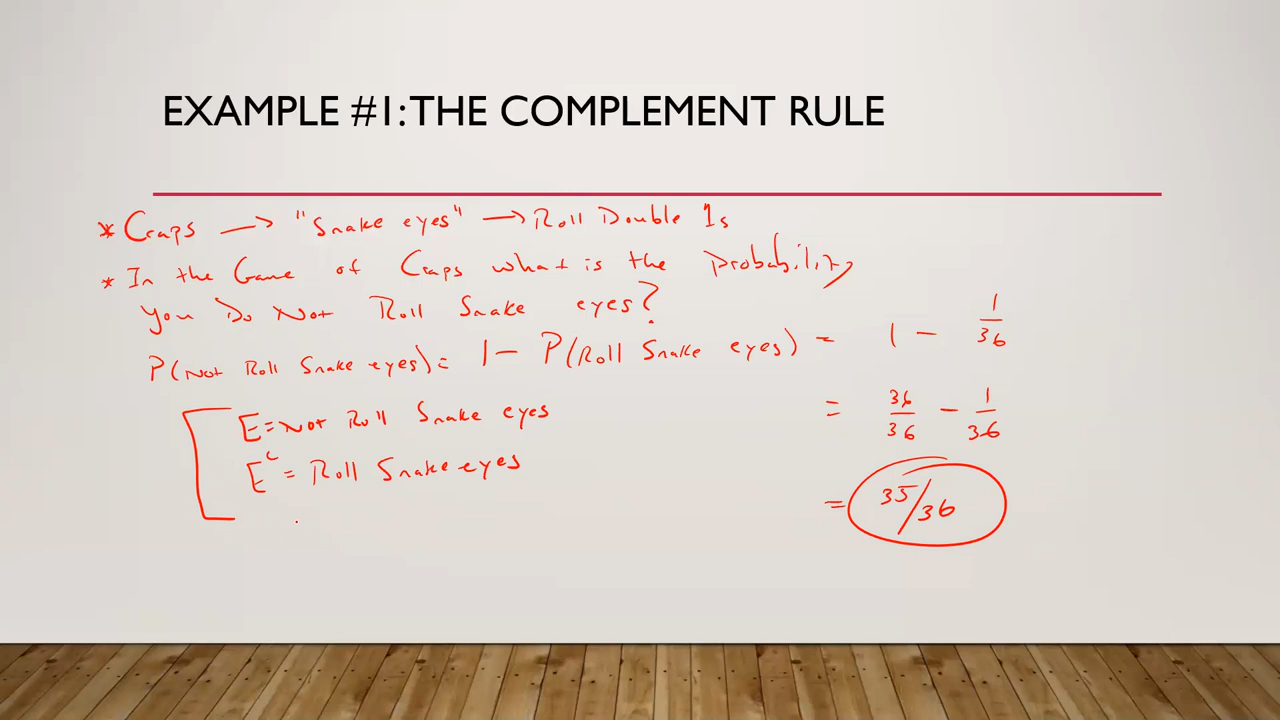 EXAMPLE #1: THE COMPLEMENT RULE
* Craps → "Snake eyes" → Roll Double 1s
* In the Game of Craps what is the Probability
you Do Not Roll Snake eyes?
P(Not Roll Snake eyes) = 1 - P(Roll Snake eyes) = 1 - 1/36
E = Not Roll Snake eyes
= 36/36 - 1/36
Eᶜ = Roll Snake eyes
= 35/36